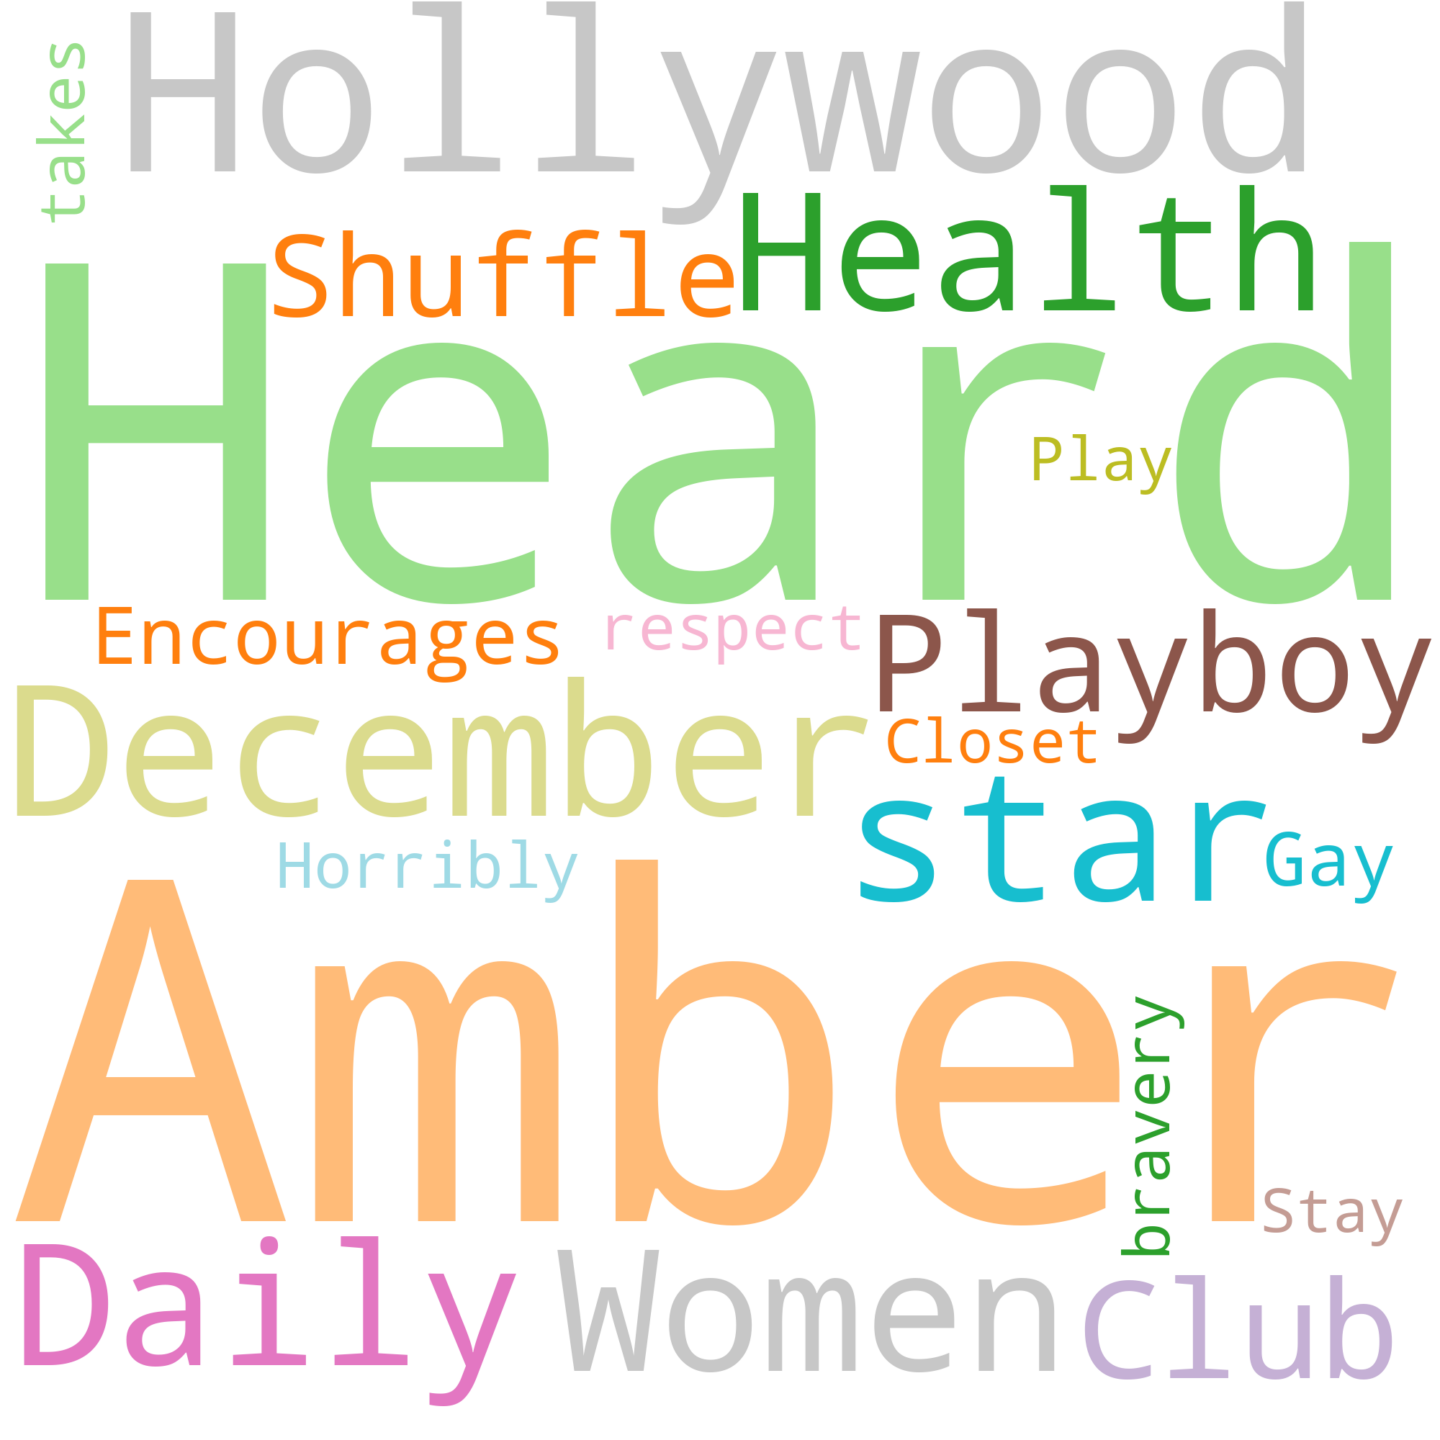 takes
Hollywood
Shuffle
Health
Heard
Play
Encourages
respect
Playboy
December
Closet
star
Horribly
Gay
Amber
bravery
Stay
Daily
Women
Club